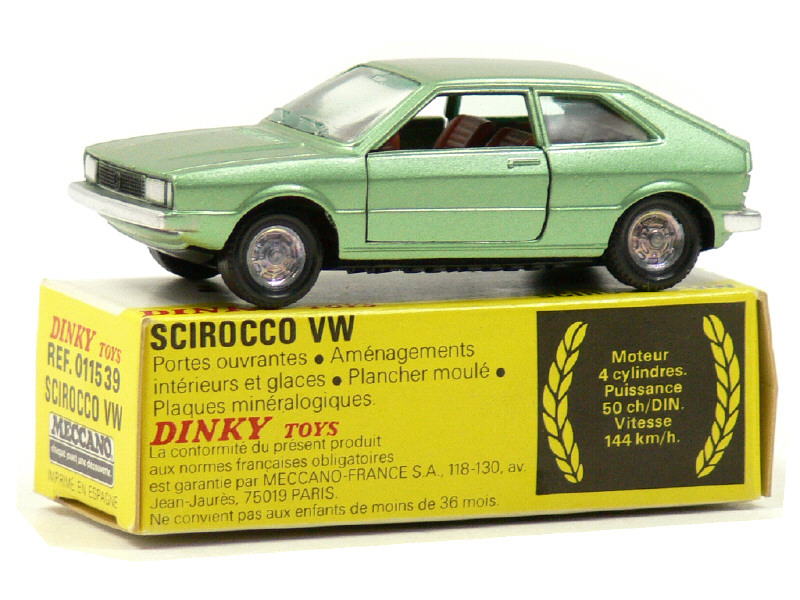 DINKY TOYS
REF. 011539
SCIROCCO VW
MECCANO
IMPRIMÉ EN ESPAGNE
SCIROCCO VW
Portes ouvrantes • Aménagements
intérieurs et glaces • Plancher moulé •
Plaques minéralogiques.
DINKY TOYS
La conformité du présent produit
aux normes françaises obligatoires
est garantie par MECCANO-FRANCE S.A., 118-130, av.
Jean-Jaurès, 75019 PARIS.
Ne convient pas aux enfants de moins de 36 mois.
Moteur
4 cylindres.
Puissance
50 ch/DIN.
Vitesse
144 km/h.